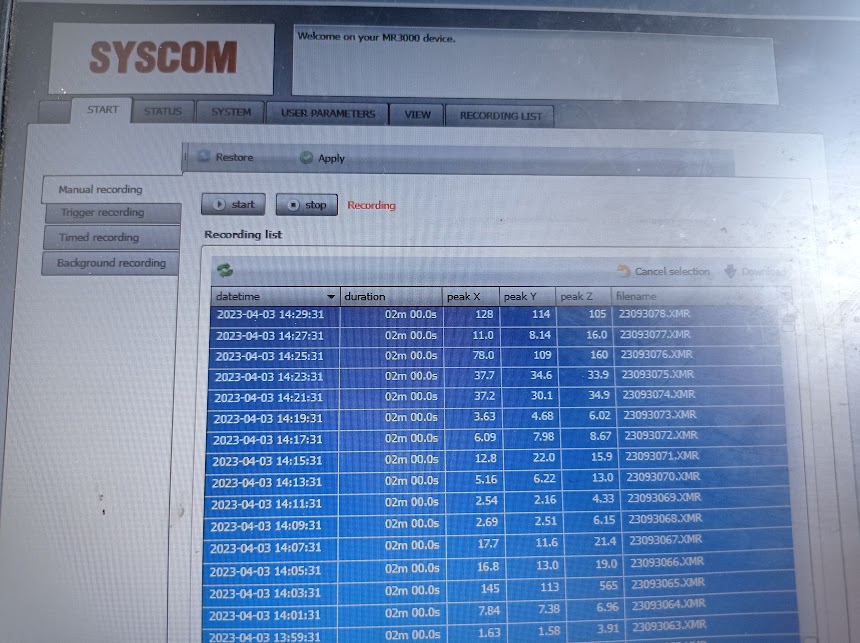 SYSCOM
Welcome on your MR3000 device.
START STATUS SYSTEM USER PARAMETERS VIEW RECORDING LIST
Restore Apply
Manual recording
Trigger recording
Timed recording
Background recording
start stop Recording
Recording list
Cancel selection Download
datetime duration peak X peak Y peak Z filename
2023-04-03 14:29:31 02m 00.0s 128 114 105 23093078.XMR
2023-04-03 14:27:31 02m 00.0s 11.0 8.14 16.0 23093077.XMR
2023-04-03 14:25:31 02m 00.0s 78.0 109 160 23093076.XMR
2023-04-03 14:23:31 02m 00.0s 37.7 34.6 33.9 23093075.XMR
2023-04-03 14:21:31 02m 00.0s 37.2 30.1 34.9 23093074.XMR
2023-04-03 14:19:31 02m 00.0s 3.63 4.68 6.02 23093073.XMR
2023-04-03 14:17:31 02m 00.0s 6.09 7.98 8.67 23093072.XMR
2023-04-03 14:15:31 02m 00.0s 12.8 22.0 15.9 23093071.XMR
2023-04-03 14:13:31 02m 00.0s 5.16 6.22 13.0 23093070.XMR
2023-04-03 14:11:31 02m 00.0s 2.54 2.16 4.33 23093069.XMR
2023-04-03 14:09:31 02m 00.0s 2.69 2.51 6.15 23093068.XMR
2023-04-03 14:07:31 02m 00.0s 17.7 11.6 21.4 23093067.XMR
2023-04-03 14:05:31 02m 00.0s 16.8 13.0 19.0 23093066.XMR
2023-04-03 14:03:31 02m 00.0s 145 113 565 23093065.XMR
2023-04-03 14:01:31 02m 00.0s 7.84 7.38 6.96 23093064.XMR
2023-04-03 13:59:31 02m 00.0s 1.63 1.58 3.91 23093063.XMR